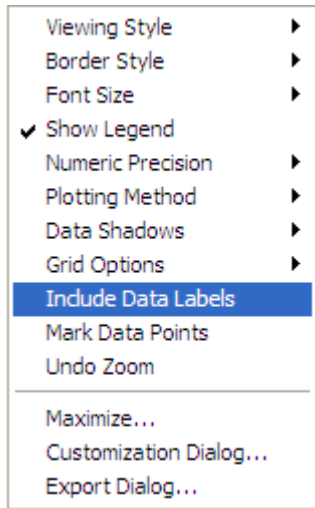 Viewing Style
Border Style
Font Size
Show Legend
Numeric Precision
Plotting Method
Data Shadows
Grid Options
Include Data Labels
Mark Data Points
Undo Zoom
Maximize...
Customization Dialog...
Export Dialog...